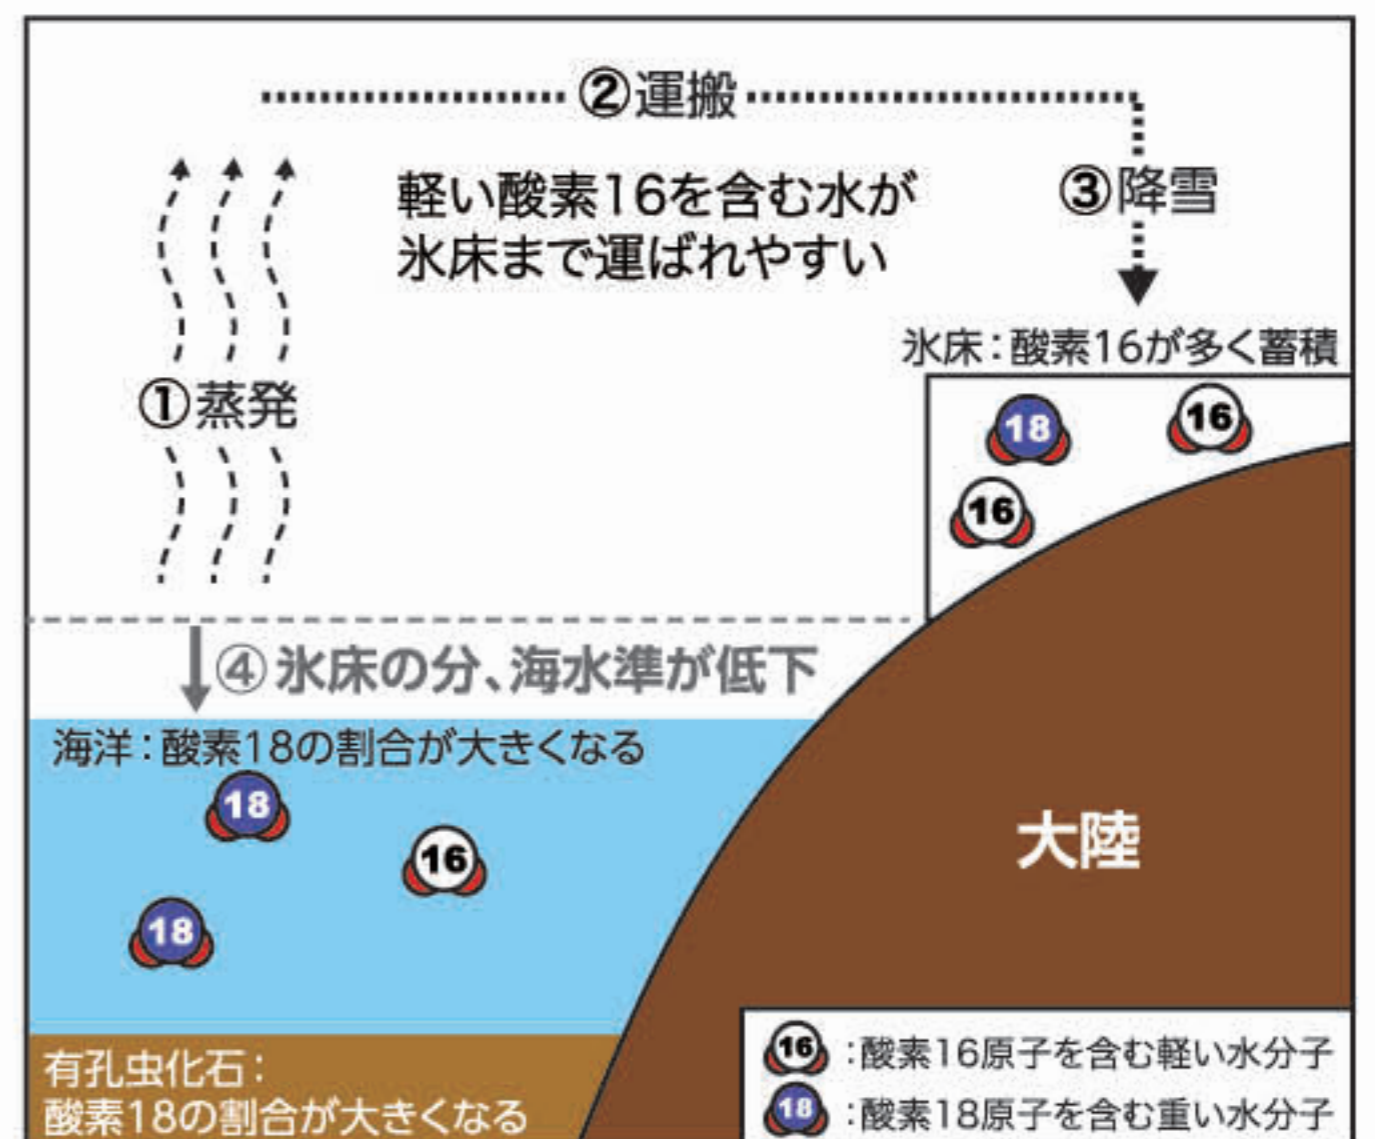 ②運搬
軽い酸素16を含む水が
氷床まで運ばれやすい
③降雪
氷床：酸素16が多く蓄積
18
16
16
①蒸発
④氷床の分、海水準が低下
海洋：酸素18の割合が大きくなる
18
16
18
大陸
有孔虫化石：
酸素18の割合が大きくなる
16：酸素16原子を含む軽い水分子
18：酸素18原子を含む重い水分子